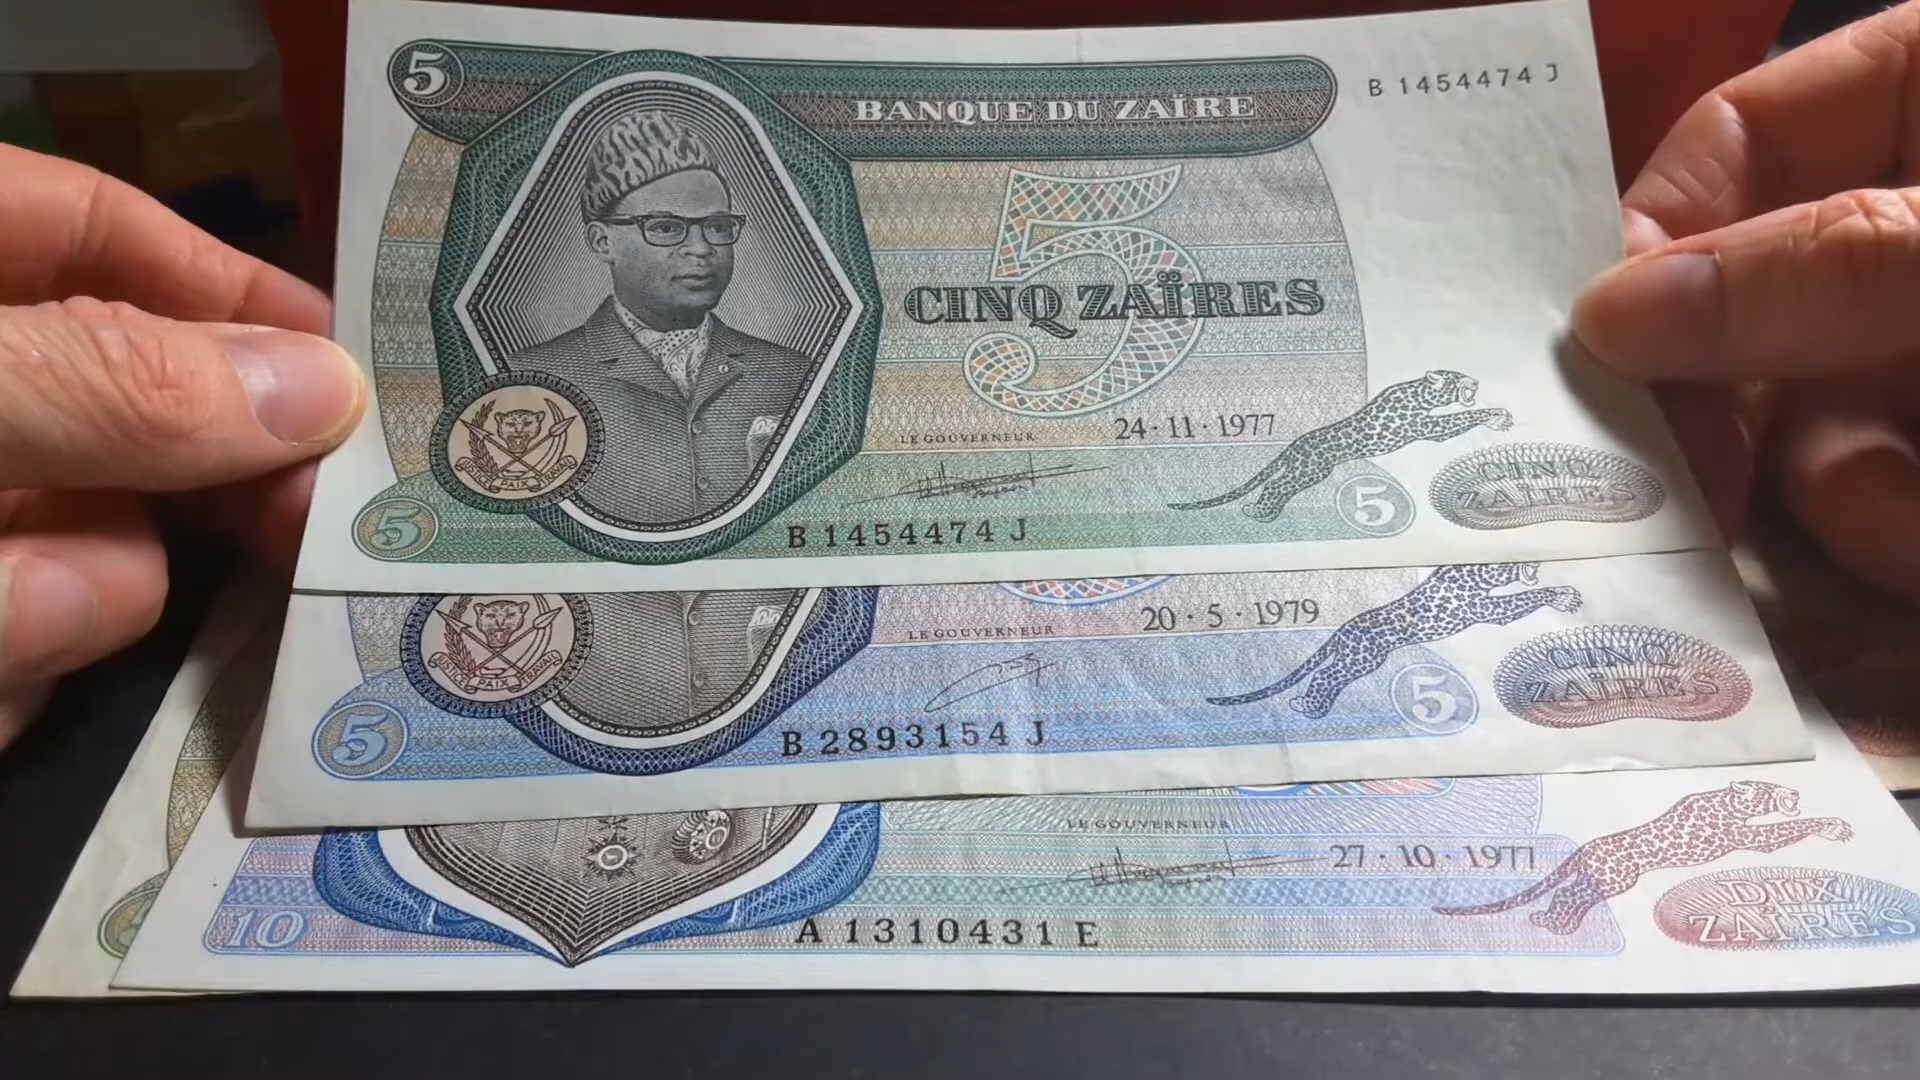 5
BANQUE DU ZAÏRE
B 1454474 J
5
CINQ ZAÏRES
LE GOUVERNEUR
24·11·1977
JUSTICE PAIX TRAVAIL
5
B 1454474 J
5
CINQ
ZAÏRES
JUSTICE PAIX TRAVAIL
LE GOUVERNEUR
20·5·1979
5
B 2893154 J
5
CINQ
ZAÏRES
LE GOUVERNEUR
27·10·1977
10
A 1310431 E
DIX
ZAÏRES